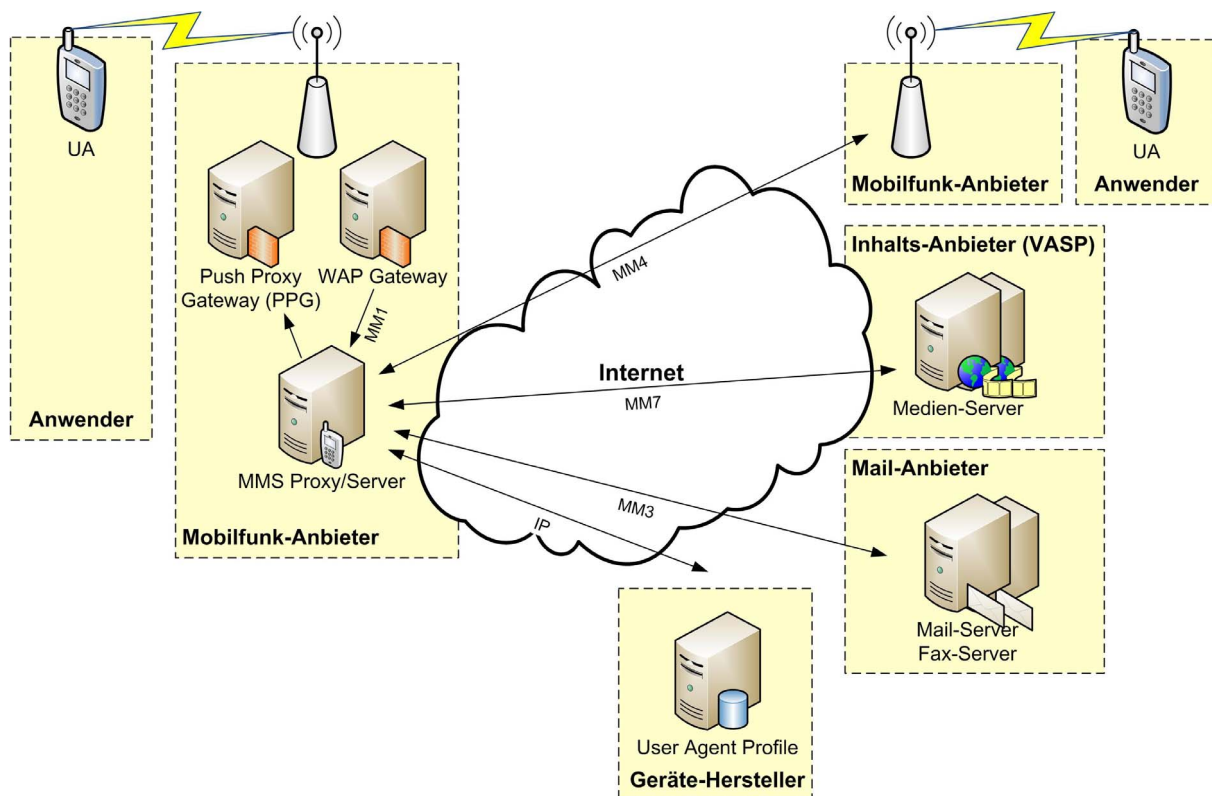 UA
Anwender
Push Proxy
Gateway (PPG)
WAP Gateway
MM1
MMS Proxy/Server
Mobilfunk-Anbieter
Internet
MM4
MM7
MM3
IP
Mobilfunk-Anbieter
UA
Anwender
Inhalts-Anbieter (VASP)
Medien-Server
Mail-Anbieter
Mail-Server
Fax-Server
User Agent Profile
Geräte-Hersteller